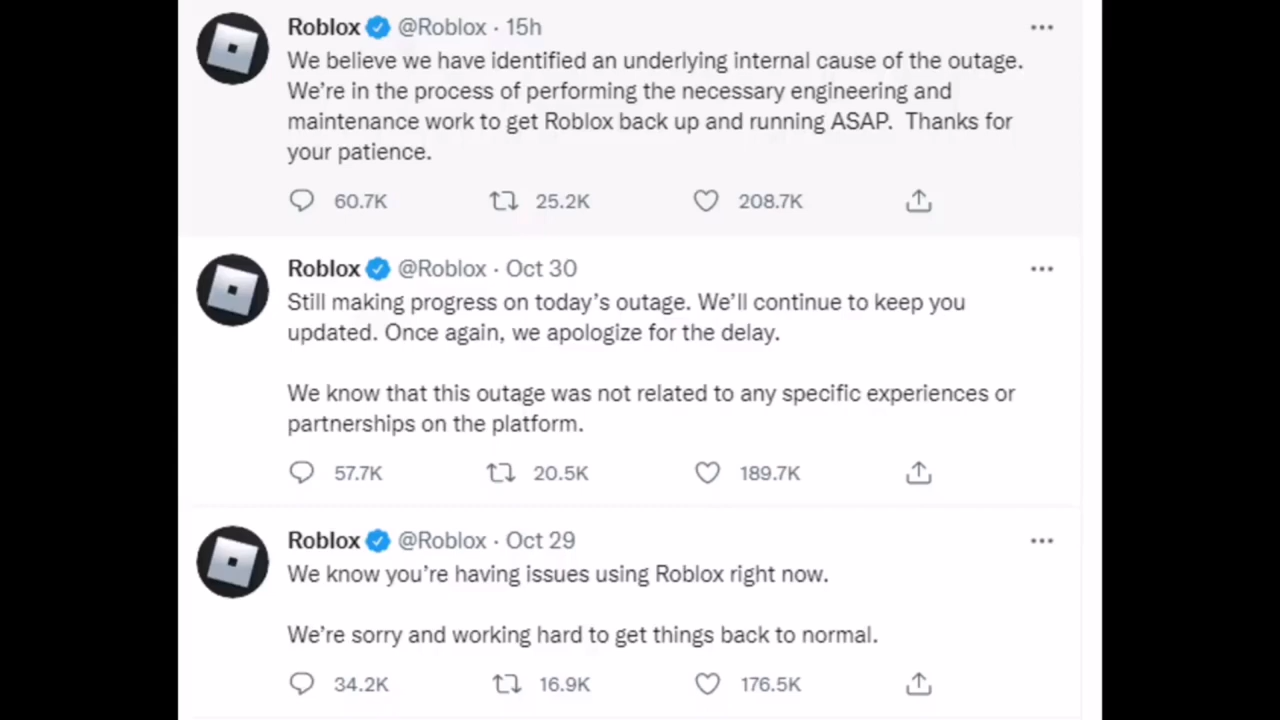 Roblox @Roblox · 15h
We believe we have identified an underlying internal cause of the outage.
We’re in the process of performing the necessary engineering and
maintenance work to get Roblox back up and running ASAP.  Thanks for
your patience.
60.7K 25.2K 208.7K
Roblox @Roblox · Oct 30
Still making progress on today’s outage. We’ll continue to keep you
updated. Once again, we apologize for the delay.
We know that this outage was not related to any specific experiences or
partnerships on the platform.
57.7K 20.5K 189.7K
Roblox @Roblox · Oct 29
We know you’re having issues using Roblox right now.
We’re sorry and working hard to get things back to normal.
34.2K 16.9K 176.5K